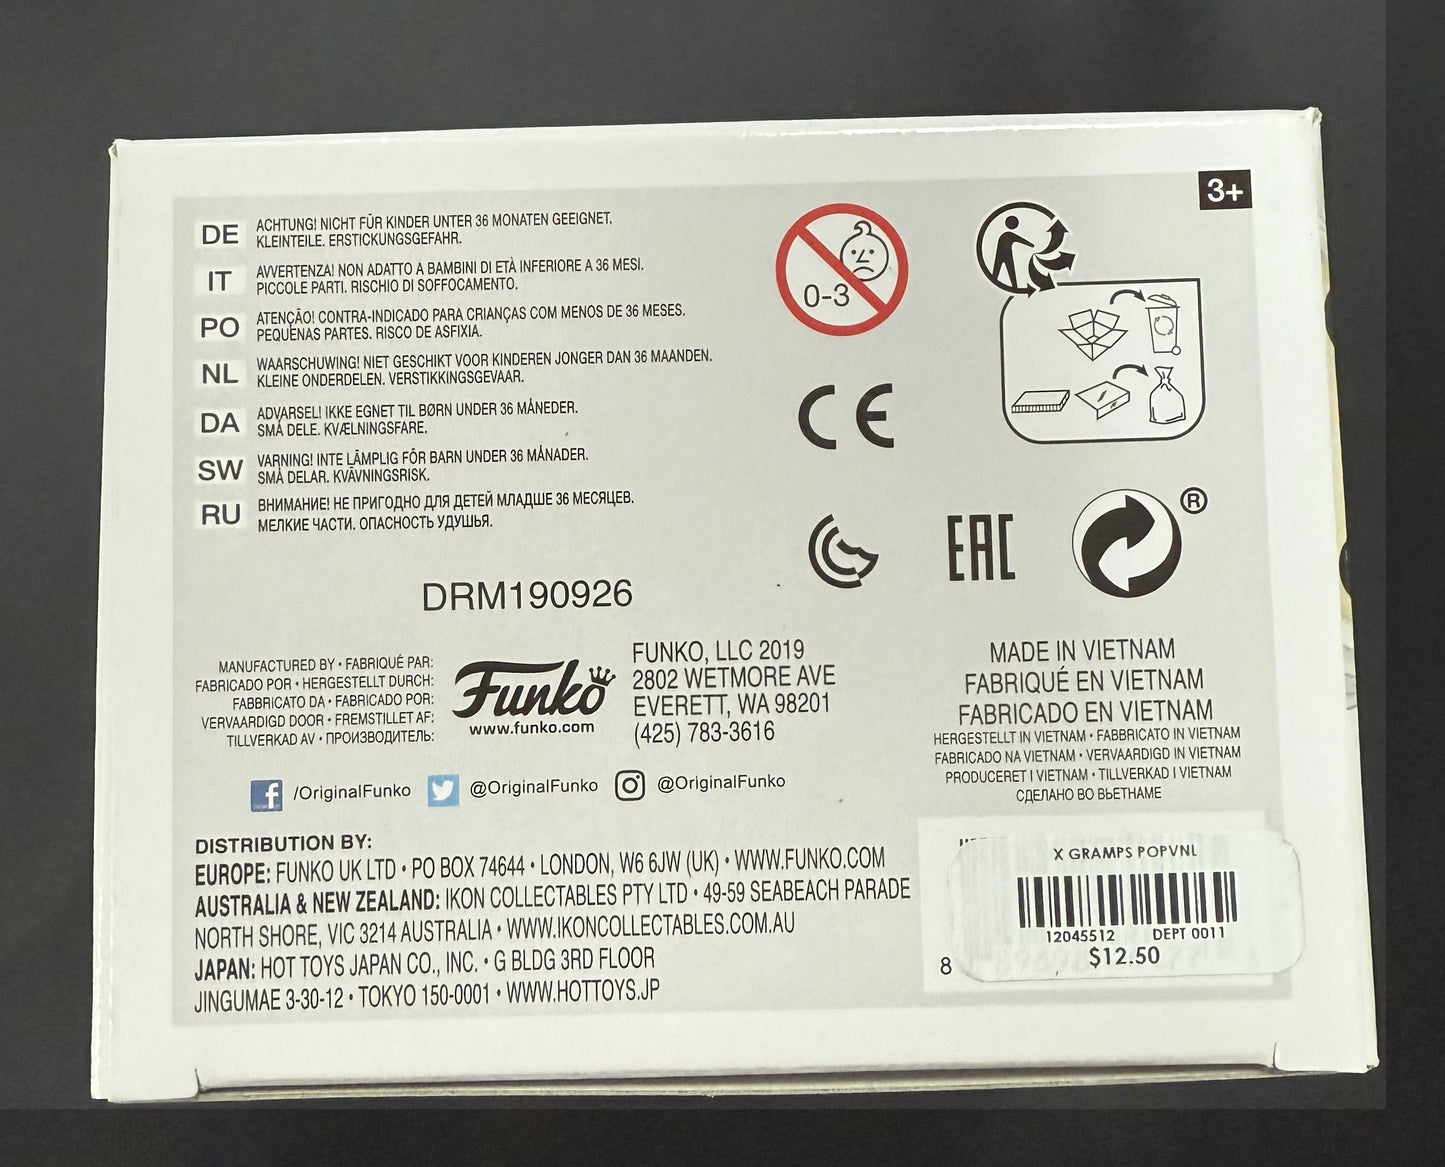 3+
DE ACHTUNG! NICHT FÜR KINDER UNTER 36 MONATEN GEEIGNET.
KLEINTEILE. ERSTICKUNGSGEFAHR.
IT AVVERTENZA! NON ADATTO A BAMBINI DI ETÀ INFERIORE A 36 MESI.
PICCOLE PARTI. RISCHIO DI SOFFOCAMENTO.
PO ATENÇÃO! CONTRA-INDICADO PARA CRIANÇAS COM MENOS DE 36 MESES.
PEQUENAS PARTES. RISCO DE ASFIXIA.
NL WAARSCHUWING! NIET GESCHIKT VOOR KINDEREN JONGER DAN 36 MAANDEN.
KLEINE ONDERDELEN. VERSTIKKINGSGEVAAR.
DA ADVARSEL! IKKE EGNET TIL BØRN UNDER 36 MÅNEDER.
SMÅ DELE. KVÆLNINGSFARE.
SW VARNING! INTE LÄMPLIG FÖR BARN UNDER 36 MÅNADER.
SMÅ DELAR. KVÄVNINGSRISK.
RU ВНИМАНИЕ! НЕ ПРИГОДНО ДЛЯ ДЕТЕЙ МЛАДШЕ 36 МЕСЯЦЕВ.
МЕЛКИЕ ЧАСТИ. ОПАСНОСТЬ УДУШЬЯ.
0-3
CE
EAC
®
DRM190926
MANUFACTURED BY • FABRIQUÉ PAR:
FABRICADO POR • HERGESTELLT DURCH:
FABBRICATO DA • FABRICADO POR:
VERVAARDIGD DOOR • FREMSTILLET AF:
TILLVERKAD AV • ПРОИЗВОДИТЕЛЬ:
Funko
www.funko.com
FUNKO, LLC 2019
2802 WETMORE AVE
EVERETT, WA 98201
(425) 783-3616
MADE IN VIETNAM
FABRIQUÉ EN VIETNAM
FABRICADO EN VIETNAM
HERGESTELLT IN VIETNAM • FABBRICATO IN VIETNAM
FABRICADO NA VIETNAM • VERVAARDIGD IN VIETNAM
PRODUCERET I VIETNAM • TILLVERKAD I VIETNAM
СДЕЛАНО ВО ВЬЕТНАМЕ
f /OriginalFunko @OriginalFunko @OriginalFunko
DISTRIBUTION BY:
EUROPE: FUNKO UK LTD • PO BOX 74644 • LONDON, W6 6JW (UK) • WWW.FUNKO.COM
AUSTRALIA & NEW ZEALAND: IKON COLLECTABLES PTY LTD • 49-59 SEABEACH PARADE
NORTH SHORE, VIC 3214 AUSTRALIA • WWW.IKONCOLLECTABLES.COM.AU
JAPAN: HOT TOYS JAPAN CO., INC. • G BLDG 3RD FLOOR
JINGUMAE 3-30-12 • TOKYO 150-0001 • WWW.HOTTOYS.JP
X GRAMPS POPVNL
12045512 DEPT 0011
$12.50
8